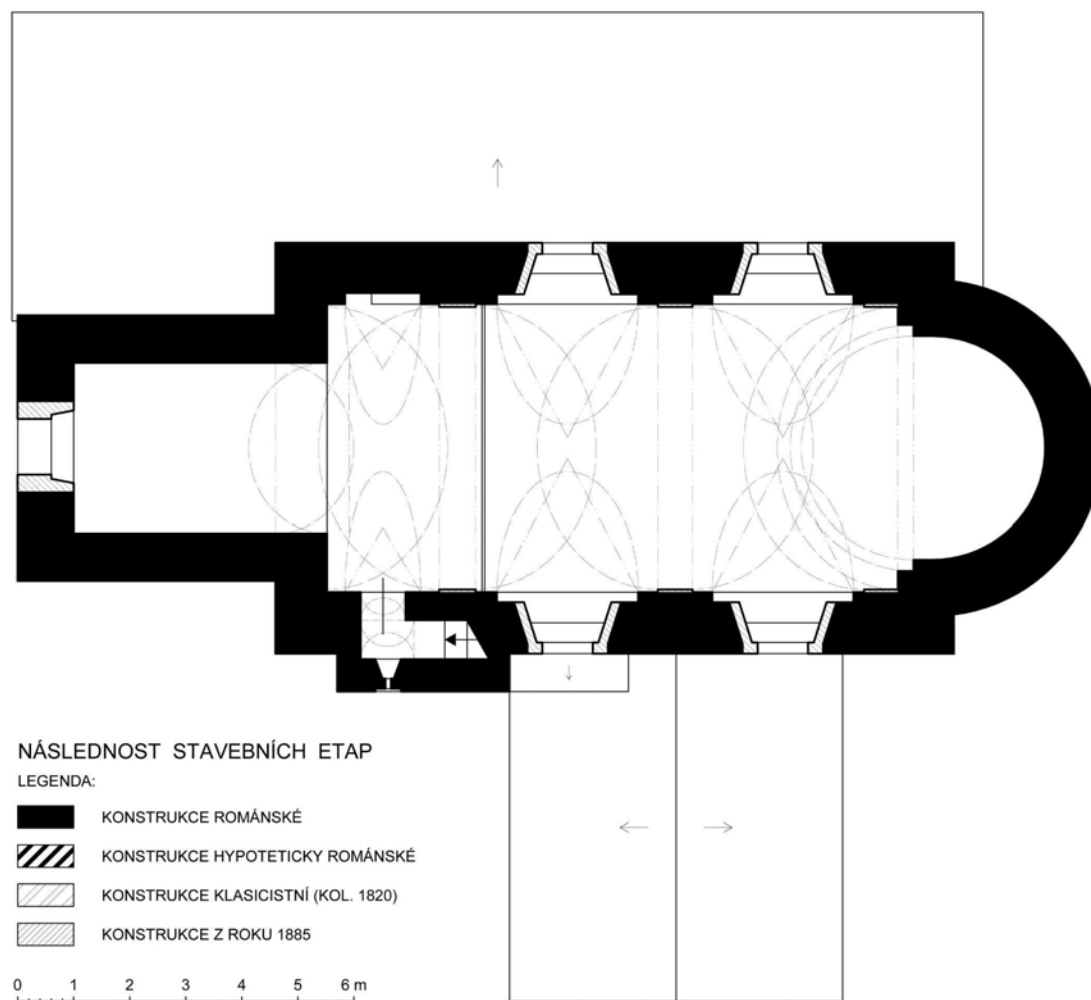 NÁSLEDNOST STAVEBNÍCH ETAP
LEGENDA:
KONSTRUKCE ROMÁNSKÉ
KONSTRUKCE HYPOTETICKY ROMÁNSKÉ
KONSTRUKCE KLASICISTNÍ (KOL. 1820)
KONSTRUKCE Z ROKU 1885
0 1 2 3 4 5 6 m